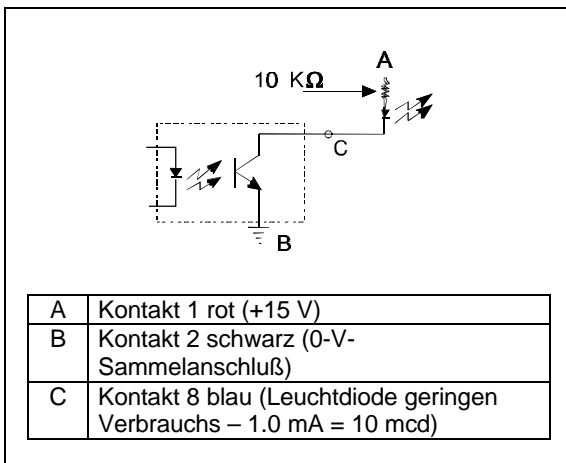 A
10 KΩ
C
B
A Kontakt 1 rot (+15 V)
B Kontakt 2 schwarz (0-V-
Sammelanschluß)
C Kontakt 8 blau (Leuchtdiode geringen
Verbrauchs – 1.0 mA = 10 mcd)